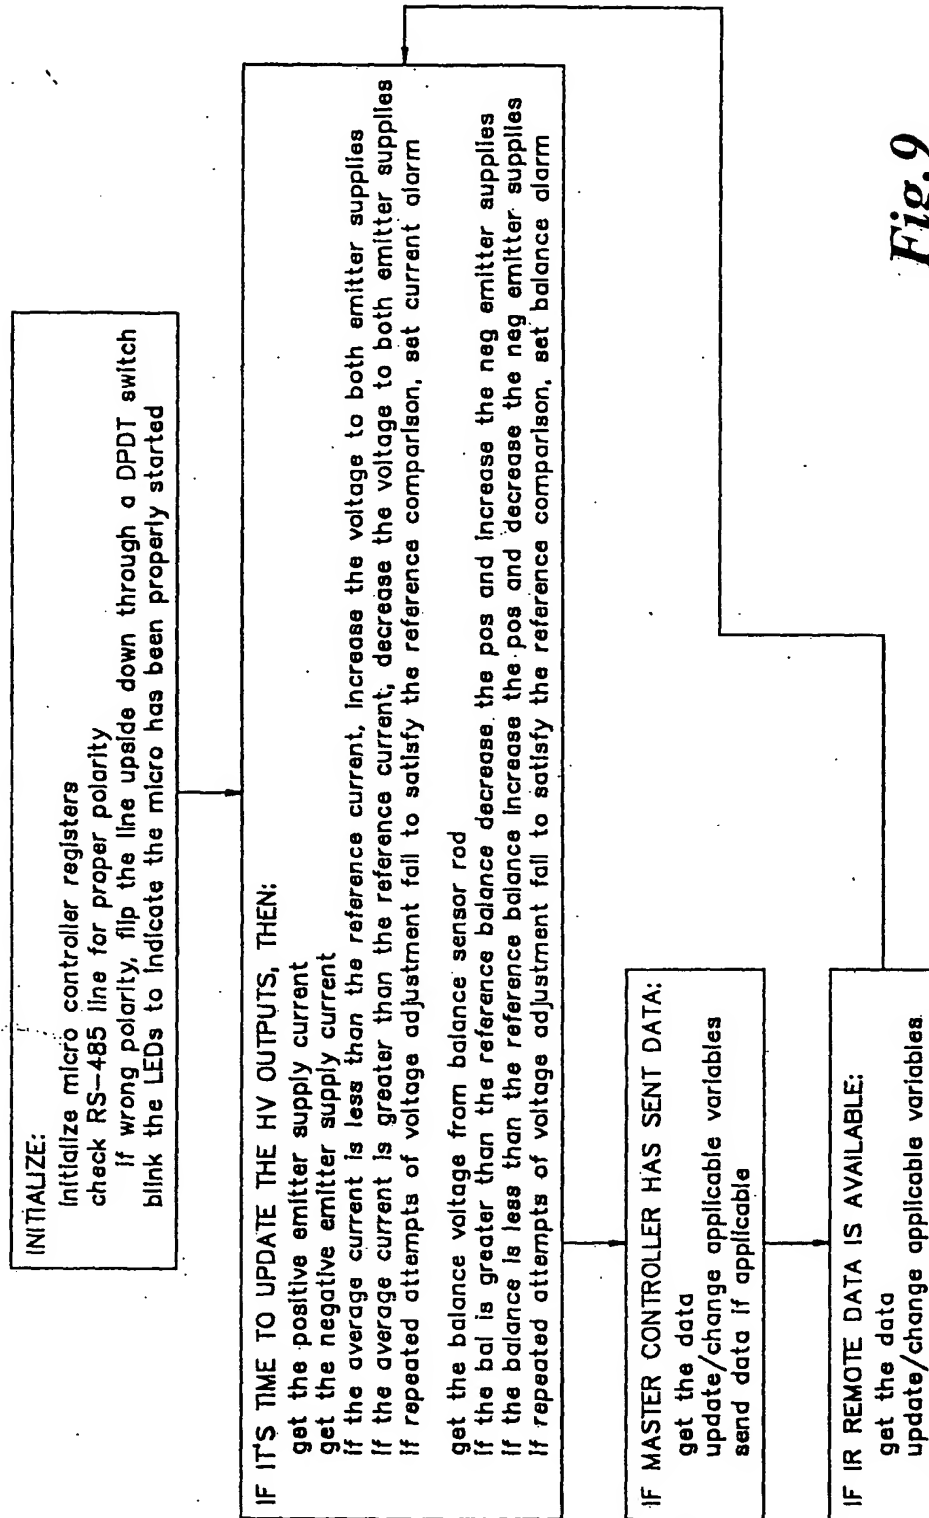 INITIALIZE:
Initialize micro controller registers
check RS-485 line for proper polarity
if wrong polarity, flip the line upside down through a DPDT switch
blink the LEDs to indicate the micro has been properly started
IF IT'S TIME TO UPDATE THE HV OUTPUTS, THEN:
get the positive emitter supply current
get the negative emitter supply current
if the average current is less than the reference current, increase the voltage to both emitter supplies
if the average current is greater than the reference current, decrease the voltage to both emitter supplies
if repeated attempts of voltage adjustment fail to satisfy the reference comparison, set current alarm
get the balance voltage from balance sensor rod
if the bal is greater than the reference balance decrease the pos and increase the neg emitter supplies
if the balance is less than the reference balance increase the pos and decrease the neg emitter supplies
if repeated attempts of voltage adjustment fail to satisfy the reference comparison, set balance alarm
IF MASTER CONTROLLER HAS SENT DATA:
get the data
update/change applicable variables
send data if applicable
IF IR REMOTE DATA IS AVAILABLE:
get the data
update/change applicable variables
Fig.9